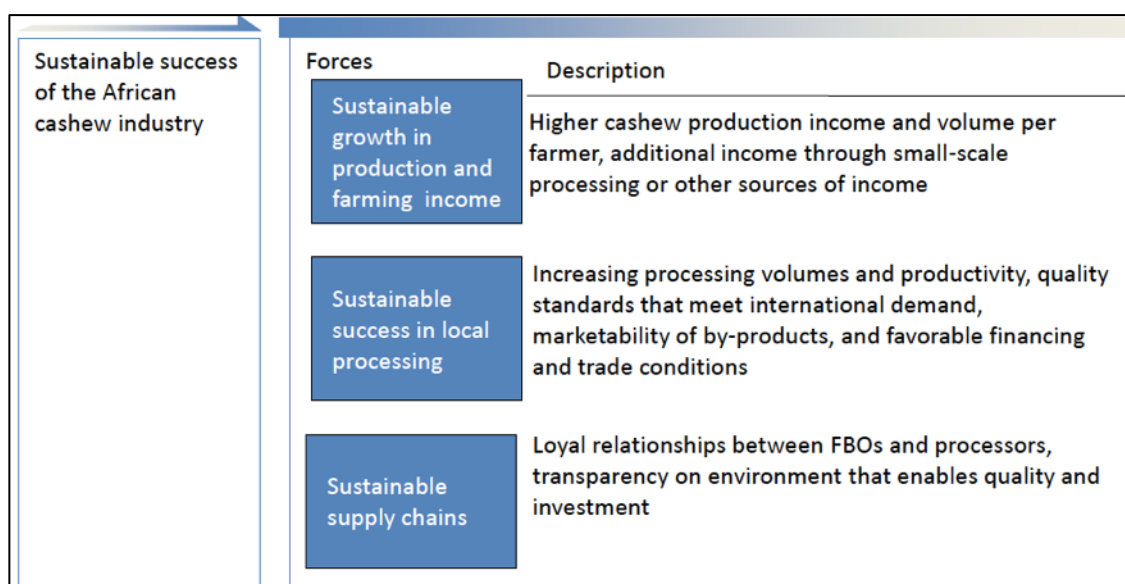 Sustainable success
of the African
cashew industry
Forces
Description
Sustainable
growth in
production and
farming income
Higher cashew production income and volume per
farmer, additional income through small-scale
processing or other sources of income
Sustainable
success in local
processing
Increasing processing volumes and productivity, quality
standards that meet international demand,
marketability of by-products, and favorable financing
and trade conditions
Sustainable
supply chains
Loyal relationships between FBOs and processors,
transparency on environment that enables quality and
investment